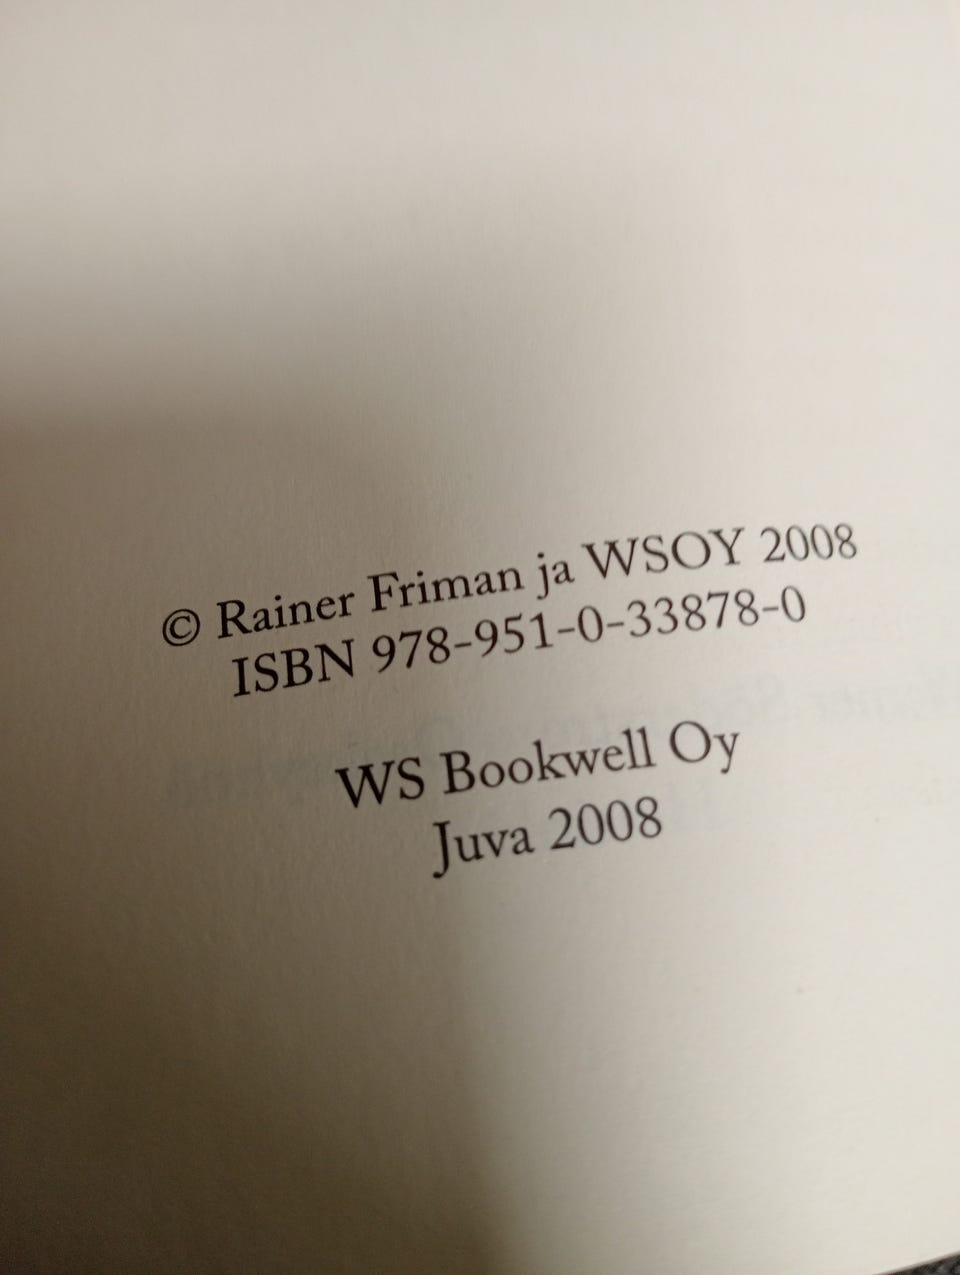 © Rainer Friman ja WSOY 2008
ISBN 978-951-0-33878-0
WS Bookwell Oy
Juva 2008